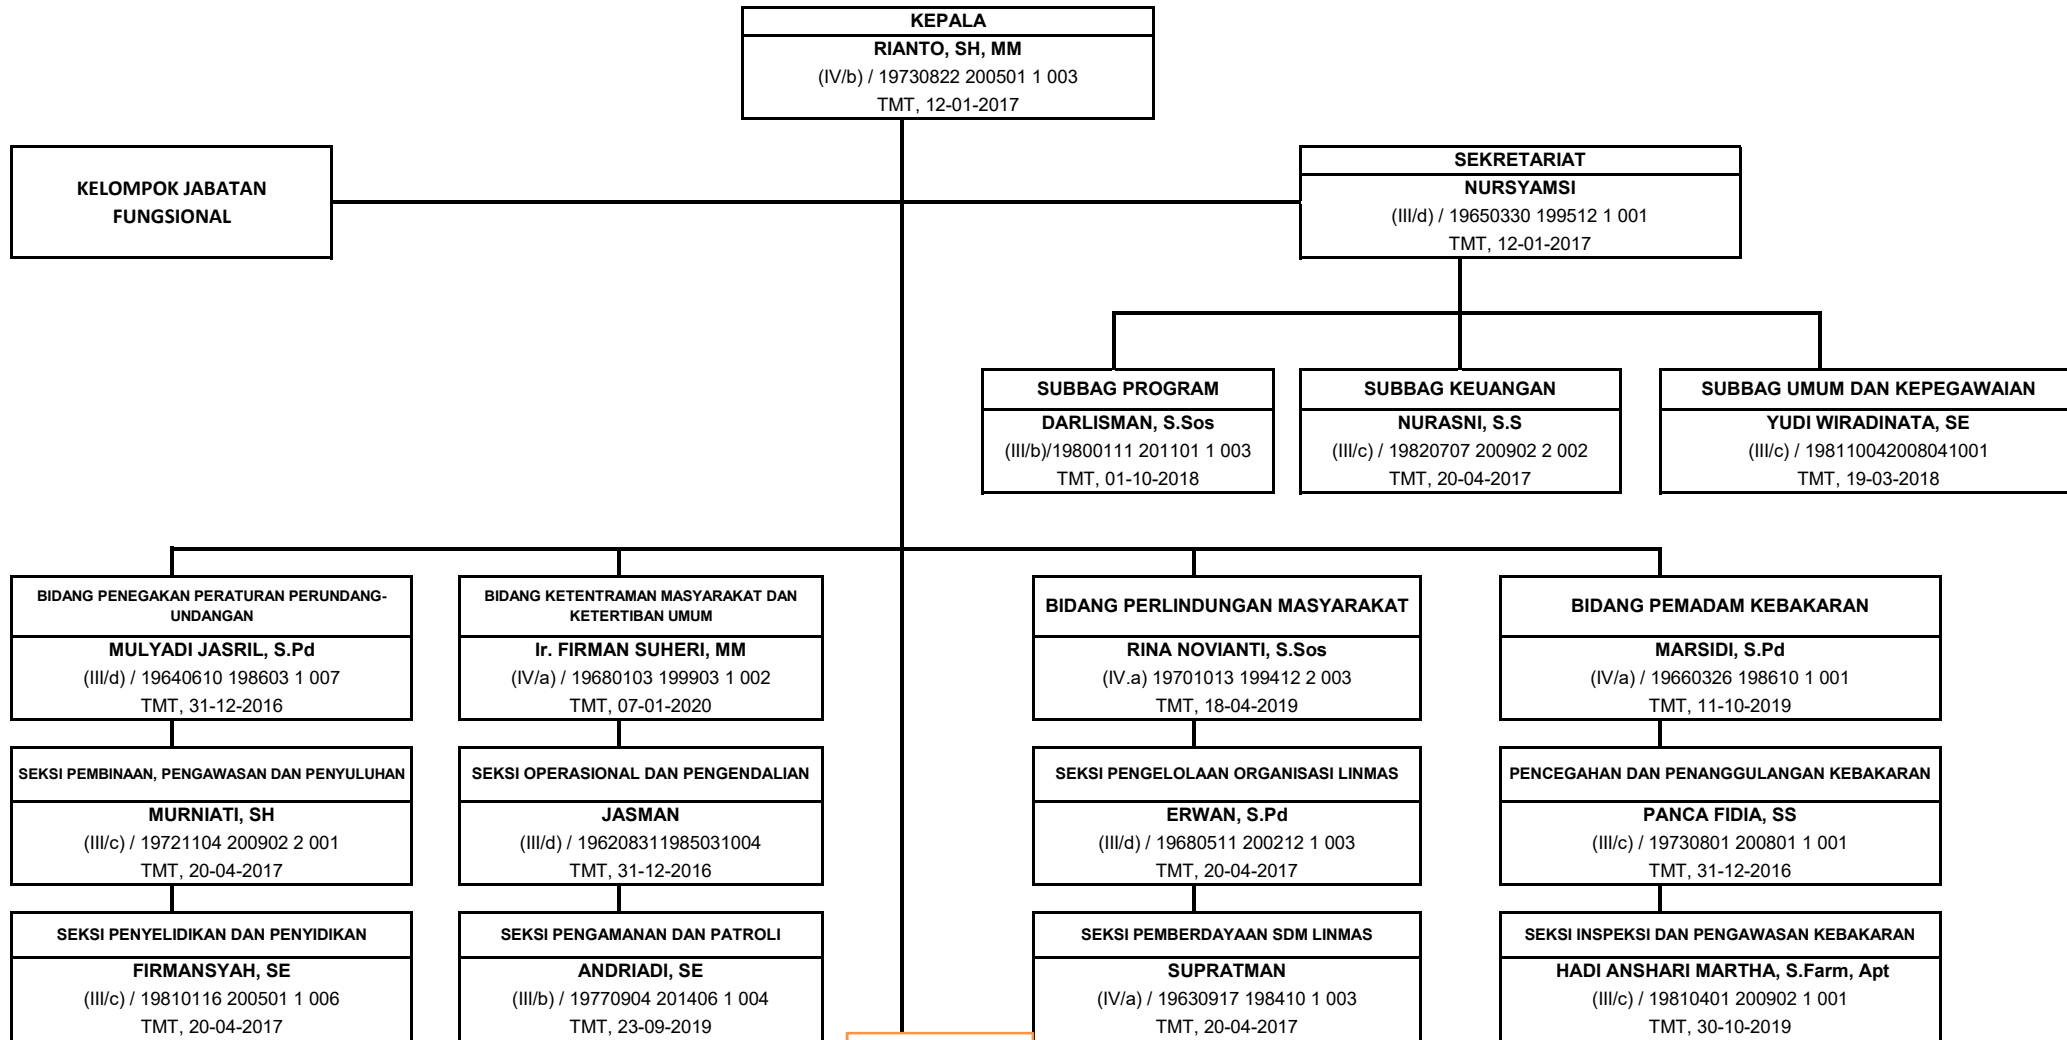 KEPALA
RIANTO, SH, MM
(IV/b) / 19730822 200501 1 003
TMT, 12-01-2017
KELOMPOK JABATAN
FUNGSIONAL
SEKRETARIAT
NURSYAMSI
(III/d) / 19650330 199512 1 001
TMT, 12-01-2017
SUBBAG PROGRAM
DARLISMAN, S.Sos
(III/b)/19800111 201101 1 003
TMT, 01-10-2018
SUBBAG KEUANGAN
NURASNI, S.S
(III/c) / 19820707 200902 2 002
TMT, 20-04-2017
SUBBAG UMUM DAN KEPEGAWAIAN
YUDI WIRADINATA, SE
(III/c) / 198110042008041001
TMT, 19-03-2018
BIDANG PENEGAKAN PERATURAN PERUNDANG-
UNDANGAN
MULYADI JASRIL, S.Pd
(III/d) / 19640610 198603 1 007
TMT, 31-12-2016
BIDANG KETENTRAMAN MASYARAKAT DAN
KETERTIBAN UMUM
Ir. FIRMAN SUHERI, MM
(IV/a) / 19680103 199903 1 002
TMT, 07-01-2020
BIDANG PERLINDUNGAN MASYARAKAT
RINA NOVIANTI, S.Sos
(IV.a) 19701013 199412 2 003
TMT, 18-04-2019
BIDANG PEMADAM KEBAKARAN
MARSIDI, S.Pd
(IV/a) / 19660326 198610 1 001
TMT, 11-10-2019
SEKSI PEMBINAAN, PENGAWASAN DAN PENYULUHAN
MURNIATI, SH
(III/c) / 19721104 200902 2 001
TMT, 20-04-2017
SEKSI OPERASIONAL DAN PENGENDALIAN
JASMAN
(III/d) / 196208311985031004
TMT, 31-12-2016
SEKSI PENGELOLAAN ORGANISASI LINMAS
ERWAN, S.Pd
(III/d) / 19680511 200212 1 003
TMT, 20-04-2017
PENCEGAHAN DAN PENANGGULANGAN KEBAKARAN
PANCA FIDIA, SS
(III/c) / 19730801 200801 1 001
TMT, 31-12-2016
SEKSI PENYELIDIKAN DAN PENYIDIKAN
FIRMANSYAH, SE
(III/c) / 19810116 200501 1 006
TMT, 20-04-2017
SEKSI PENGAMANAN DAN PATROLI
ANDRIADI, SE
(III/b) / 19770904 201406 1 004
TMT, 23-09-2019
SEKSI PEMBERDAYAAN SDM LINMAS
SUPRATMAN
(IV/a) / 19630917 198410 1 003
TMT, 20-04-2017
SEKSI INSPEKSI DAN PENGAWASAN KEBAKARAN
HADI ANSHARI MARTHA, S.Farm, Apt
(III/c) / 19810401 200902 1 001
TMT, 30-10-2019